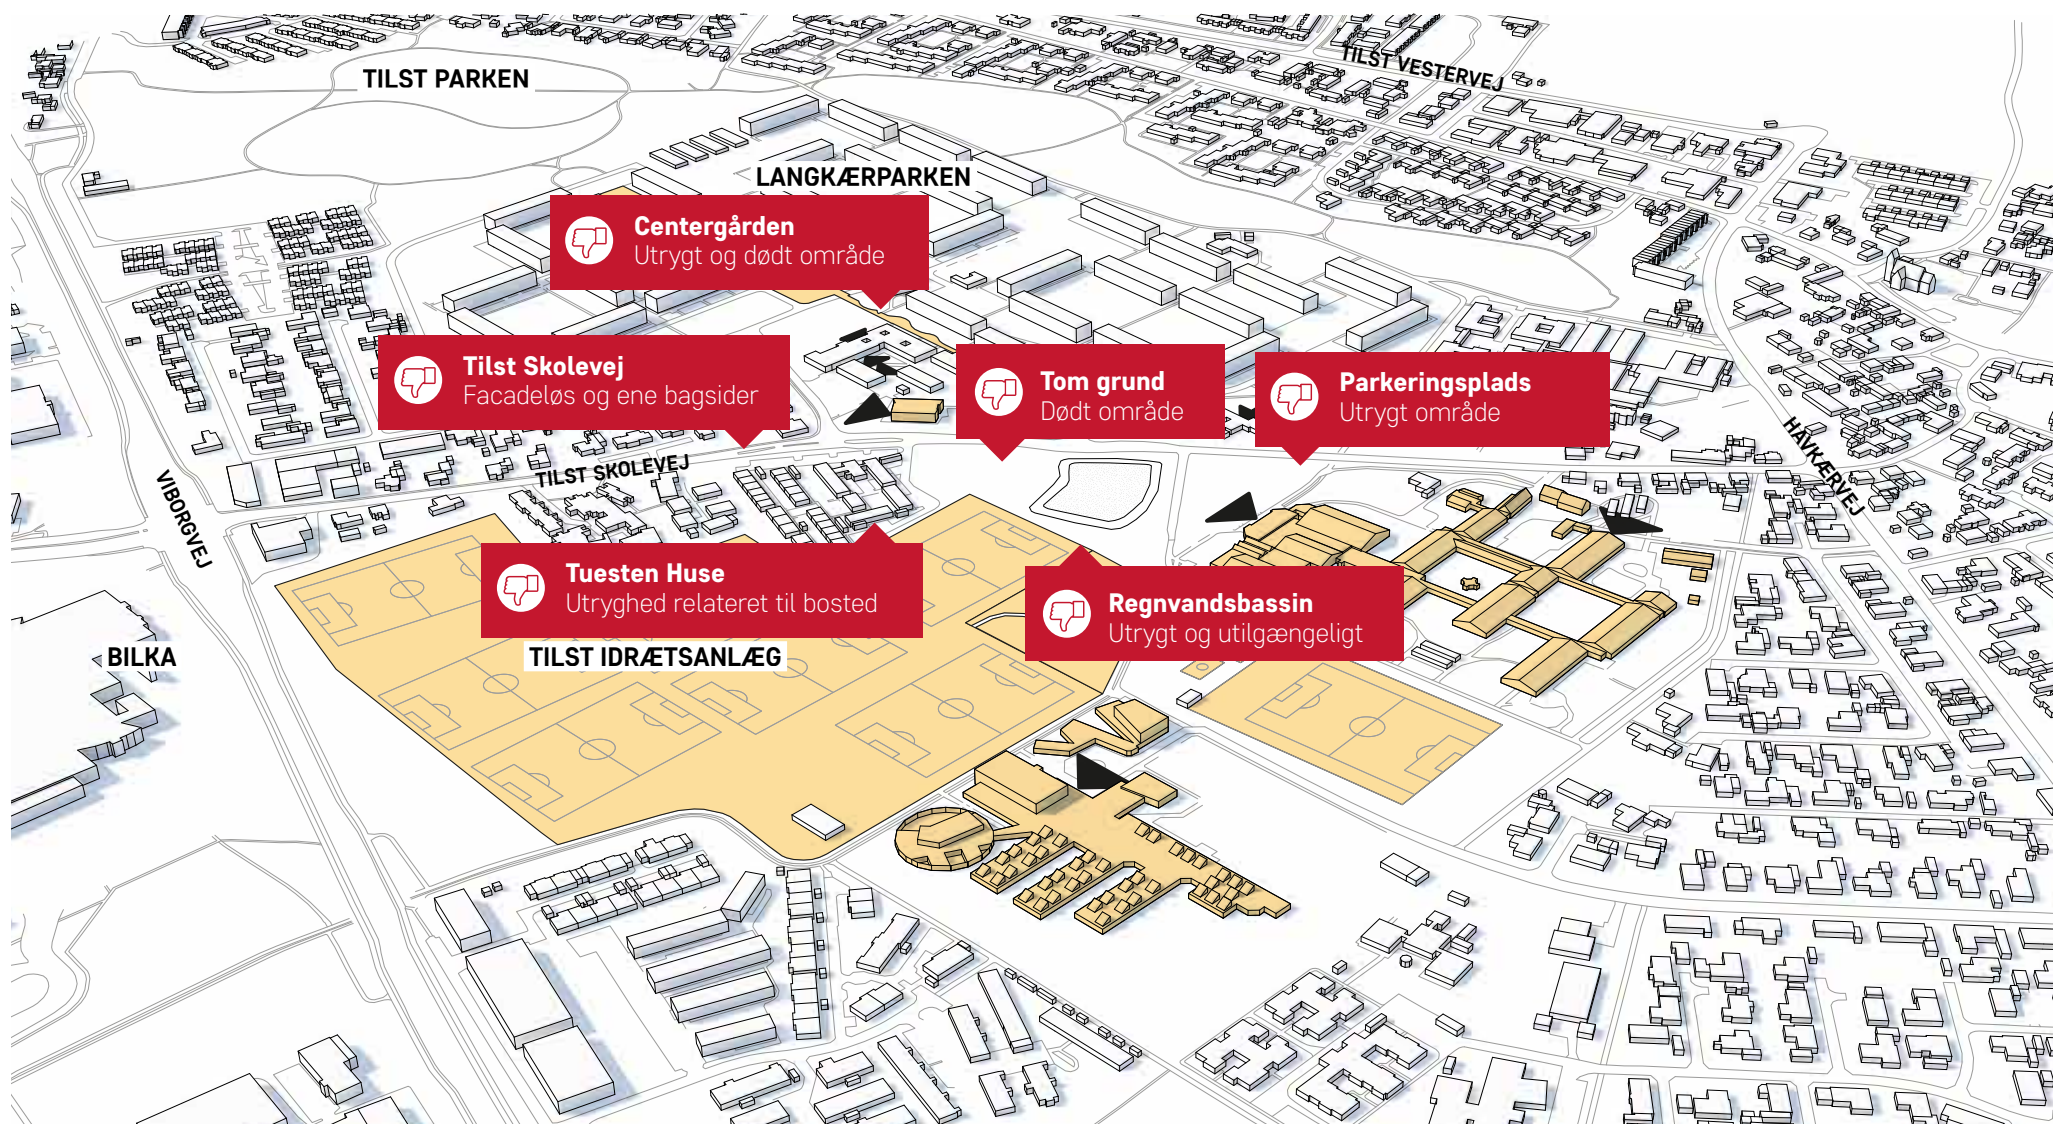 TILST VESTERVEJ
TILST PARKEN
LANGKÆRPARKEN
Centergården
Utrygt og dødt område
Tilst Skolevej
Facadeløs og ene bagsider
Tom grund
Dødt område
Parkeringsplads
Utrygt område
HAVKÆRVEJ
TILST SKOLEVEJ
VIBORGVEJ
Tuesten Huse
Utryghed relateret til bosted
Regnvandsbassin
Utrygt og utilgængeligt
BILKA
TILST IDRÆTSANLÆG